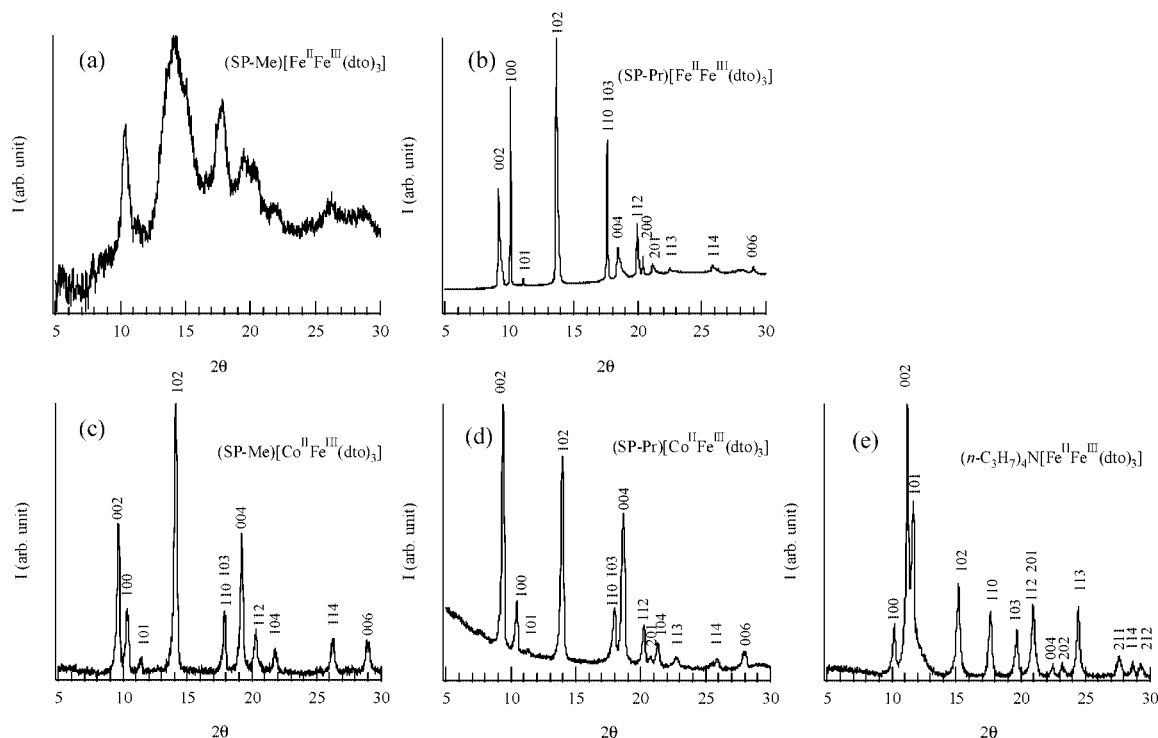 (a)
(SP-Me)[Fe^II Fe^III (dto)₃]
I (arb. unit)
5 10 15 20 25 30
2θ
(b)
(SP-Pr)[Fe^II Fe^III (dto)₃]
I (arb. unit)
002
100
101
102
110 103
004
112
200
201
113
114
006
5 10 15 20 25 30
2θ
(c)
(SP-Me)[Co^II Fe^III (dto)₃]
I (arb. unit)
002
100
101
102
110 103
004
112
104
114
006
5 10 15 20 25 30
2θ
(d)
(SP-Pr)[Co^II Fe^III (dto)₃]
I (arb. unit)
002
100
101
102
110 103
004
112
201
104
113
114
006
5 10 15 20 25 30
2θ
(e)
(n-C₃H₇)₄N[Fe^II Fe^III (dto)₃]
I (arb. unit)
100
002
101
102
110
103
112 201
004
202
113
211
114
212
5 10 15 20 25 30
2θ